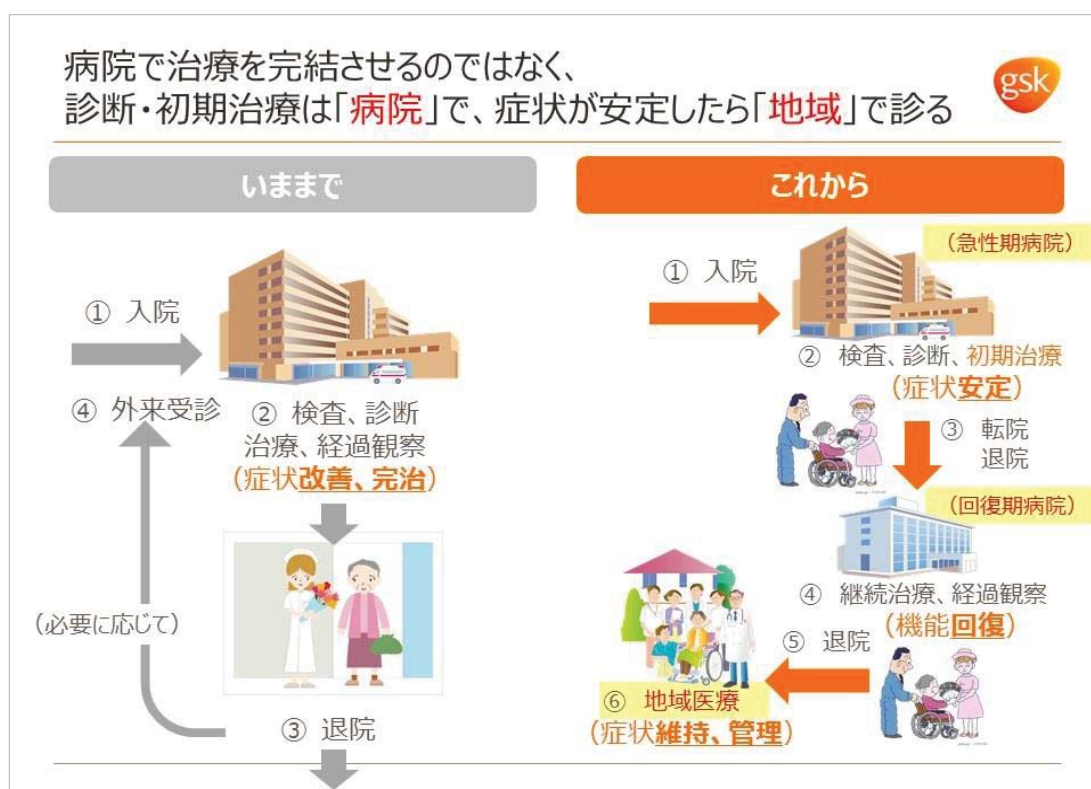 病院で治療を完結させるのではなく、
診断・初期治療は「病院」で、症状が安定したら「地域」で診る
gsk
いままで
① 入院
④ 外来受診
② 検査、診断
治療、経過観察
(症状改善、完治)
(必要に応じて)
③ 退院
これから
(急性期病院)
① 入院
② 検査、診断、初期治療
(症状安定)
③ 転院
退院
(回復期病院)
④ 継続治療、経過観察
(機能回復)
⑤ 退院
⑥ 地域医療
(症状維持、管理)